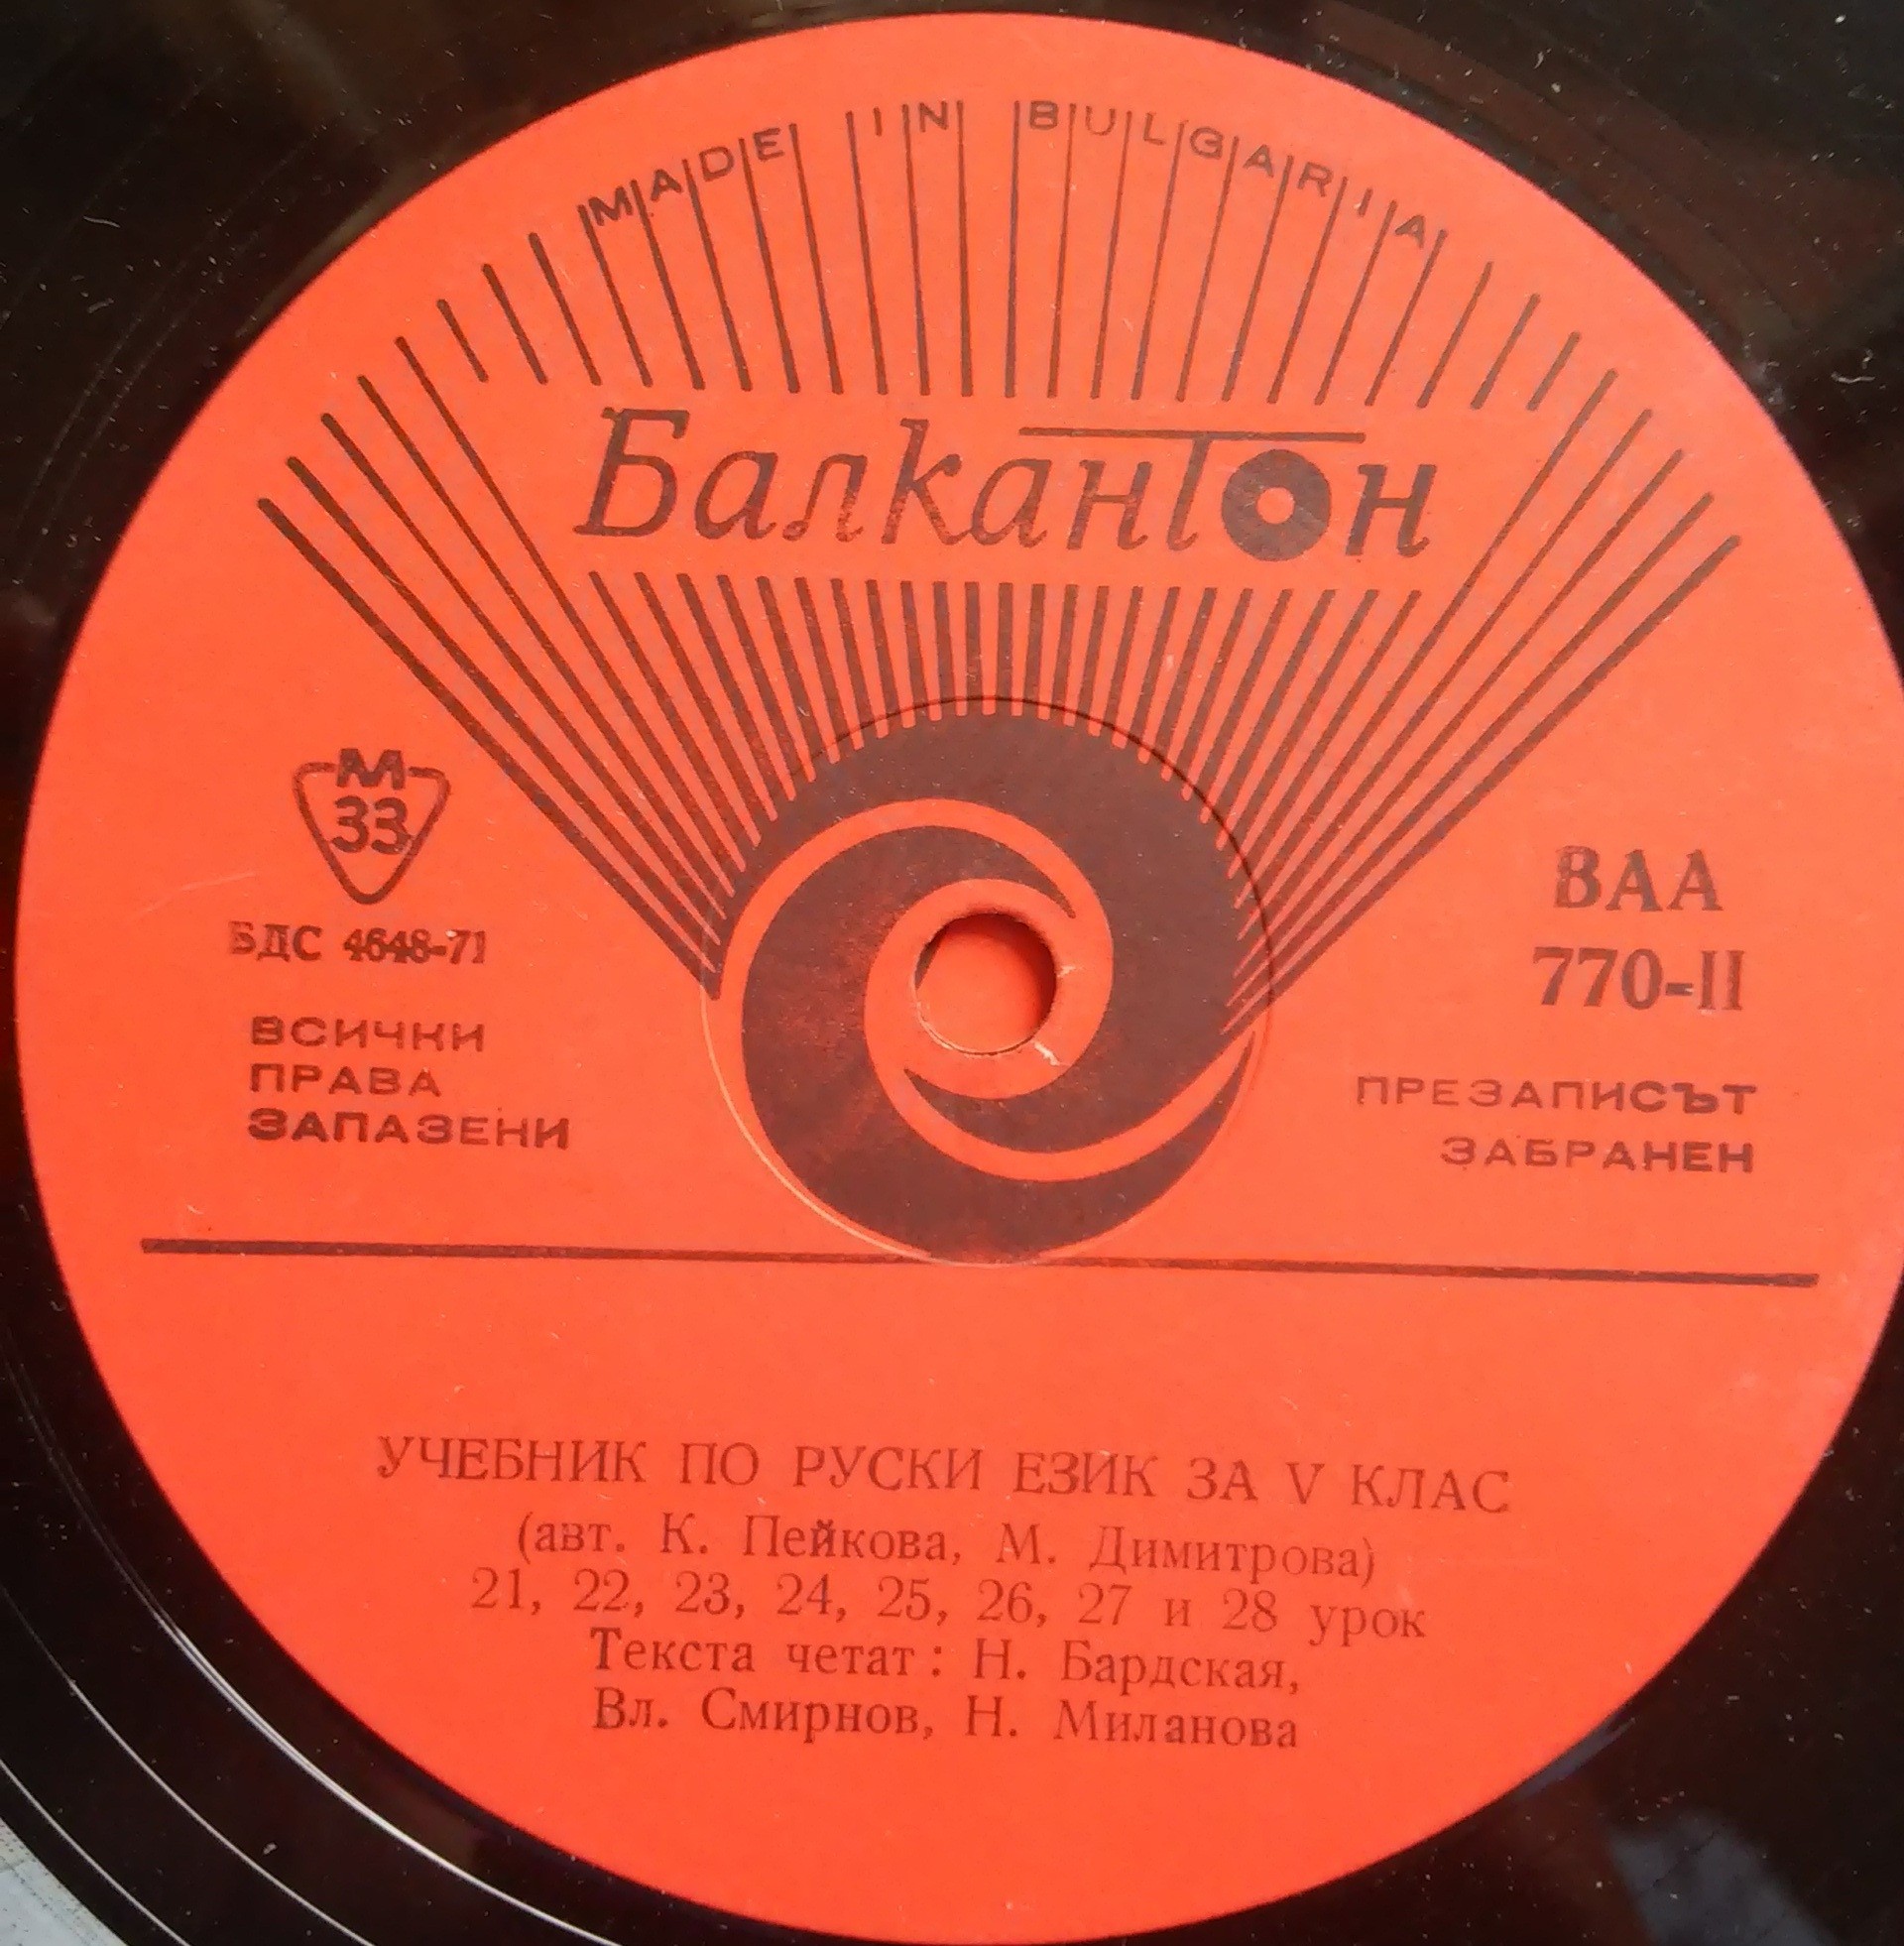 MADE IN BULGARIA
Балкантон
М
33
БДС 4648-71
ВСИЧКИ
ПРАВА
ЗАПАЗЕНИ
ВАА
770-II
ПРЕЗАПИСЪТ
ЗАБРАНЕН
УЧЕБНИК ПО РУСКИ ЕЗИК ЗА V КЛАС
(авт. К. Пейкова, М. Димитрова)
21, 22, 23, 24, 25, 26, 27 и 28 урок
Текста четат: Н. Бардская,
Вл. Смирнов, Н. Миланова